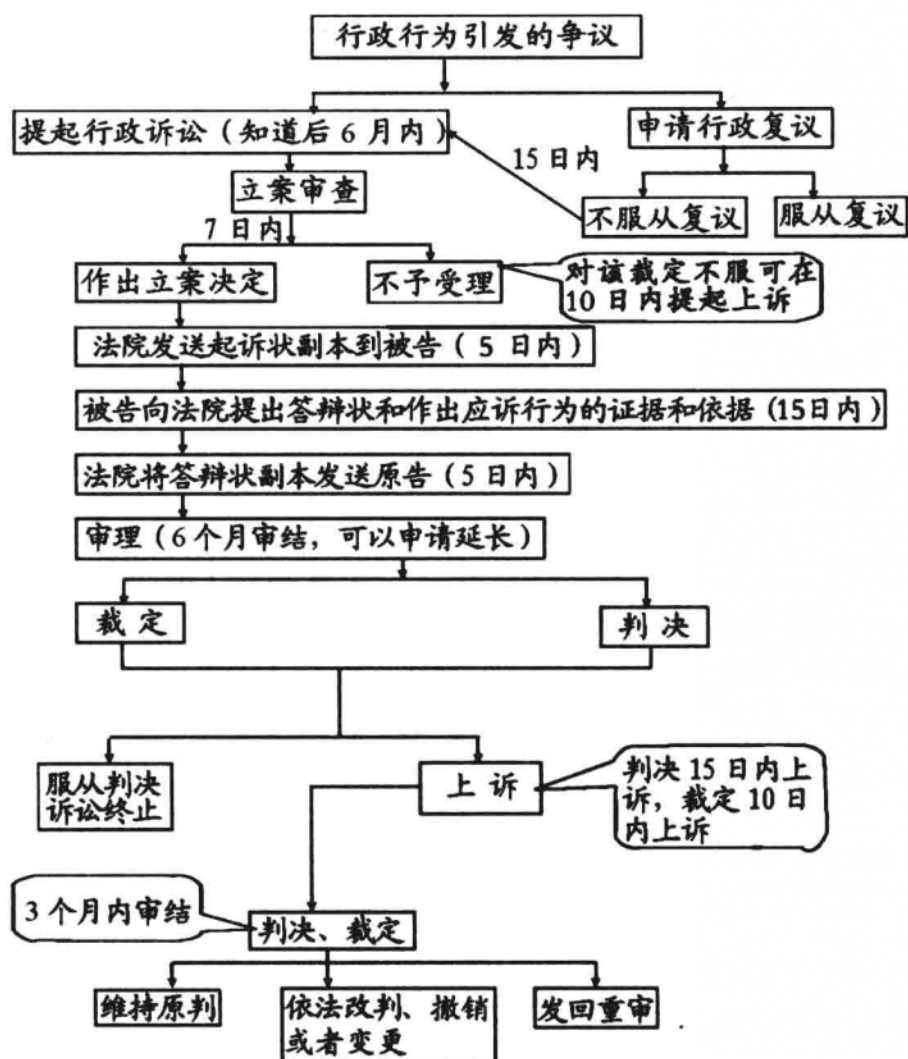 行政行为引发的争议
提起行政诉讼（知道后6月内）
申请行政复议
15日内
立案审查
不服从复议
服从复议
7日内
作出立案决定
不予受理
对该裁定不服可在
10日内提起上诉
法院发送起诉状副本到被告（5日内）
被告向法院提出答辩状和作出应诉行为的证据和依据（15日内）
法院将答辩状副本发送原告（5日内）
审理（6个月审结，可以申请延长）
裁定
判决
服从判决
诉讼终止
上诉
判决15日内上
诉，裁定10日
内上诉
3个月内审结
判决、裁定
维持原判
依法改判、撤销
或者变更
发回重审